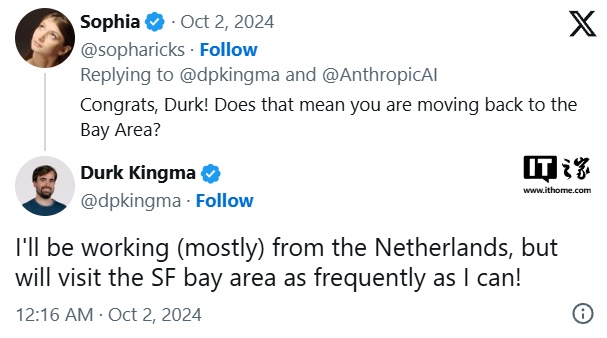 Sophia · Oct 2, 2024
@sopharicks · Follow
Replying to @dpkingma and @AnthropicAI
Congrats, Durk! Does that mean you are moving back to the
Bay Area?
Durk Kingma
@dpkingma · Follow
IT之家
www.ithome.com
I'll be working (mostly) from the Netherlands, but
will visit the SF bay area as frequently as I can!
12:16 AM · Oct 2, 2024